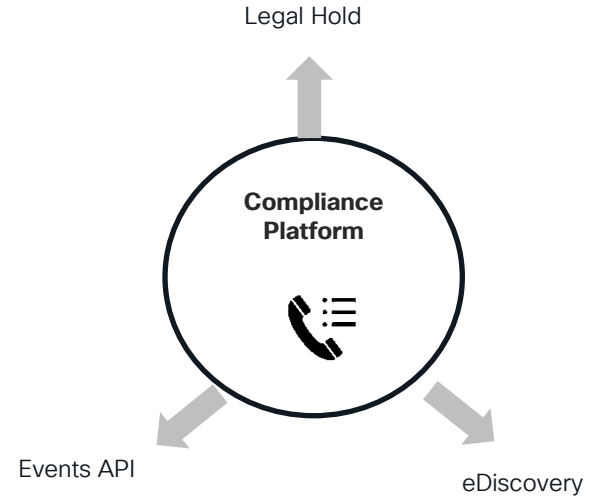 Legal Hold
Compliance
Platform
Events API
eDiscovery